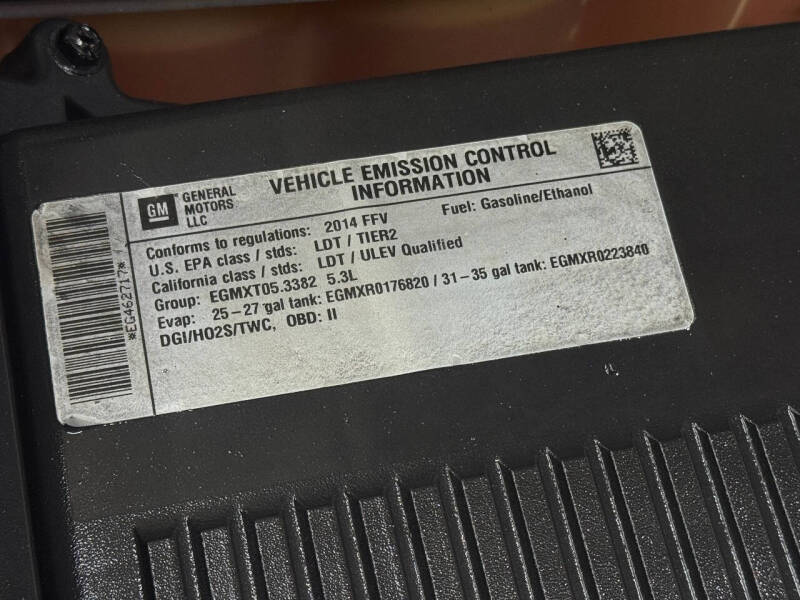 GM GENERAL MOTORS LLC
VEHICLE EMISSION CONTROL
INFORMATION
Conforms to regulations: 2014 FFV Fuel: Gasoline/Ethanol
U.S. EPA class / stds: LDT / TIER2
California class / stds: LDT / ULEV Qualified
Group: EGMXT05.3382 5.3L
Evap: 25 - 27 gal tank: EGMXR0176820 / 31 - 35 gal tank: EGMXR0223840
DGI/HO2S/TWC, OBD: II
*EG462717*